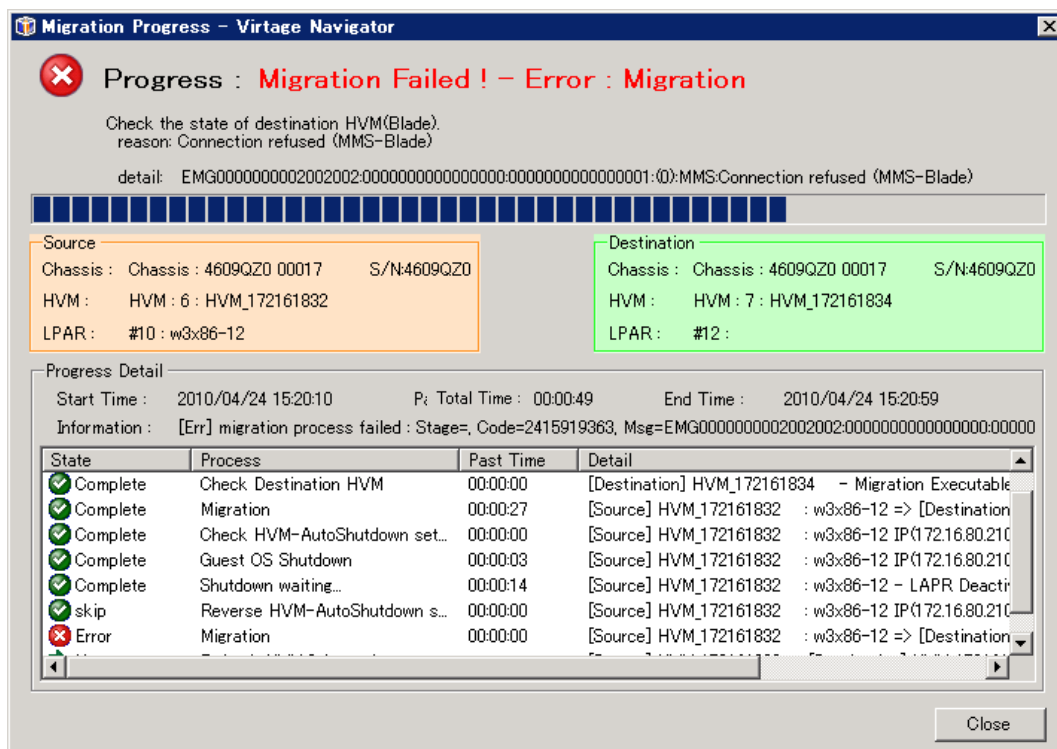 Migration Progress - Virtage Navigator
Progress : Migration Failed ! - Error : Migration
Check the state of destination HVM(Blade).
reason: Connection refused (MMS-Blade)
detail: EMG0000000002002002:0000000000000000:0000000000000001:(0):MMS:Connection refused (MMS-Blade)
Source
Chassis : Chassis : 4609QZ0 00017 S/N:4609QZ0
HVM : HVM : 6 : HVM_172161832
LPAR : #10 : w3x86-12
Destination
Chassis : Chassis : 4609QZ0 00017 S/N:4609QZ0
HVM : HVM : 7 : HVM_172161834
LPAR : #12 :
Progress Detail
Start Time : 2010/04/24 15:20:10 Pa Total Time : 00:00:49 End Time : 2010/04/24 15:20:59
Information : [Err] migration process failed : Stage=, Code=2415919363, Msg=EMG0000000002002002:0000000000000000:00000
State Process Past Time Detail
Complete Check Destination HVM 00:00:00 [Destination] HVM_172161834 - Migration Executable
Complete Migration 00:00:27 [Source] HVM_172161832 : w3x86-12 => [Destination
Complete Check HVM-AutoShutdown set... 00:00:00 [Source] HVM_172161832 : w3x86-12 IP(172.16.80.210
Complete Guest OS Shutdown 00:00:03 [Source] HVM_172161832 : w3x86-12 IP(172.16.80.210
Complete Shutdown waiting... 00:00:14 [Source] HVM_172161832 : w3x86-12 - LAPR Deacti
skip Reverse HVM-AutoShutdown s... 00:00:00 [Source] HVM_172161832 : w3x86-12 IP(172.16.80.210
Error Migration 00:00:00 [Source] HVM_172161832 : w3x86-12 => [Destination
Close